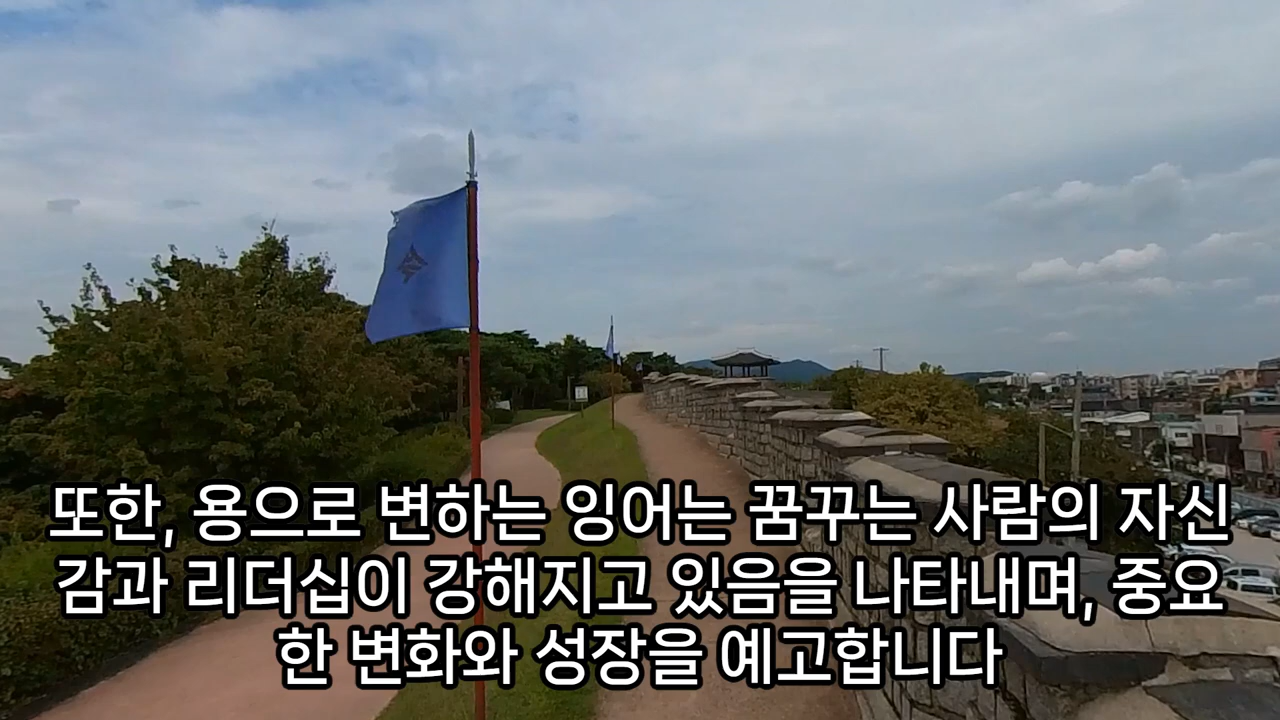 또한, 용으로 변하는 잉어는 꿈꾸는 사람의 자신
감과 리더십이 강해지고 있음을 나타내며, 중요
한 변화와 성장을 예고합니다